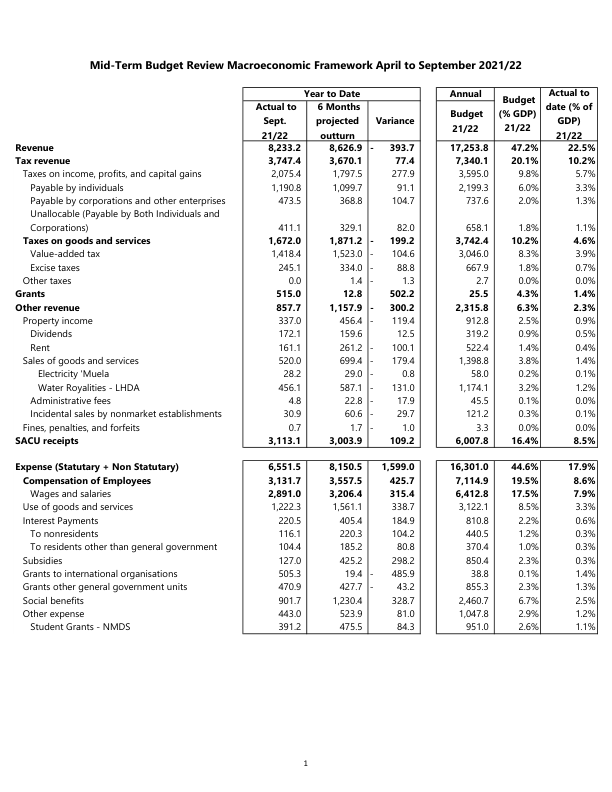 Mid-Term Budget Review Macroeconomic Framework April to September 2021/22
Year to Date Annual Budget (% GDP) 21/22 Actual to date (% of GDP) 21/22
Actual to Sept. 21/22 6 Months projected outturn Variance Budget 21/22
Revenue 8,233.2 8,626.9 - 393.7 17,253.8 47.2% 22.5%
Tax revenue 3,747.4 3,670.1 77.4 7,340.1 20.1% 10.2%
Taxes on income, profits, and capital gains 2,075.4 1,797.5 277.9 3,595.0 9.8% 5.7%
Payable by individuals 1,190.8 1,099.7 91.1 2,199.3 6.0% 3.3%
Payable by corporations and other enterprises 473.5 368.8 104.7 737.6 2.0% 1.3%
Unallocable (Payable by Both Individuals and
Corporations) 411.1 329.1 82.0 658.1 1.8% 1.1%
Taxes on goods and services 1,672.0 1,871.2 - 199.2 3,742.4 10.2% 4.6%
Value-added tax 1,418.4 1,523.0 - 104.6 3,046.0 8.3% 3.9%
Excise taxes 245.1 334.0 - 88.8 667.9 1.8% 0.7%
Other taxes 0.0 1.4 - 1.3 2.7 0.0% 0.0%
Grants 515.0 12.8 502.2 25.5 4.3% 1.4%
Other revenue 857.7 1,157.9 - 300.2 2,315.8 6.3% 2.3%
Property income 337.0 456.4 - 119.4 912.8 2.5% 0.9%
Dividends 172.1 159.6 12.5 319.2 0.9% 0.5%
Rent 161.1 261.2 - 100.1 522.4 1.4% 0.4%
Sales of goods and services 520.0 699.4 - 179.4 1,398.8 3.8% 1.4%
Electricity 'Muela 28.2 29.0 - 0.8 58.0 0.2% 0.1%
Water Royalities - LHDA 456.1 587.1 - 131.0 1,174.1 3.2% 1.2%
Administrative fees 4.8 22.8 - 17.9 45.5 0.1% 0.0%
Incidental sales by nonmarket establishments 30.9 60.6 - 29.7 121.2 0.3% 0.1%
Fines, penalties, and forfeits 0.7 1.7 - 1.0 3.3 0.0% 0.0%
SACU receipts 3,113.1 3,003.9 109.2 6,007.8 16.4% 8.5%
Expense (Statutary + Non Statutary) 6,551.5 8,150.5 1,599.0 16,301.0 44.6% 17.9%
Compensation of Employees 3,131.7 3,557.5 425.7 7,114.9 19.5% 8.6%
Wages and salaries 2,891.0 3,206.4 315.4 6,412.8 17.5% 7.9%
Use of goods and services 1,222.3 1,561.1 338.7 3,122.1 8.5% 3.3%
Interest Payments 220.5 405.4 184.9 810.8 2.2% 0.6%
To nonresidents 116.1 220.3 104.2 440.5 1.2% 0.3%
To residents other than general government 104.4 185.2 80.8 370.4 1.0% 0.3%
Subsidies 127.0 425.2 298.2 850.4 2.3% 0.3%
Grants to international organisations 505.3 19.4 - 485.9 38.8 0.1% 1.4%
Grants other general government units 470.9 427.7 - 43.2 855.3 2.3% 1.3%
Social benefits 901.7 1,230.4 328.7 2,460.7 6.7% 2.5%
Other expense 443.0 523.9 81.0 1,047.8 2.9% 1.2%
Student Grants - NMDS 391.2 475.5 84.3 951.0 2.6% 1.1%
1